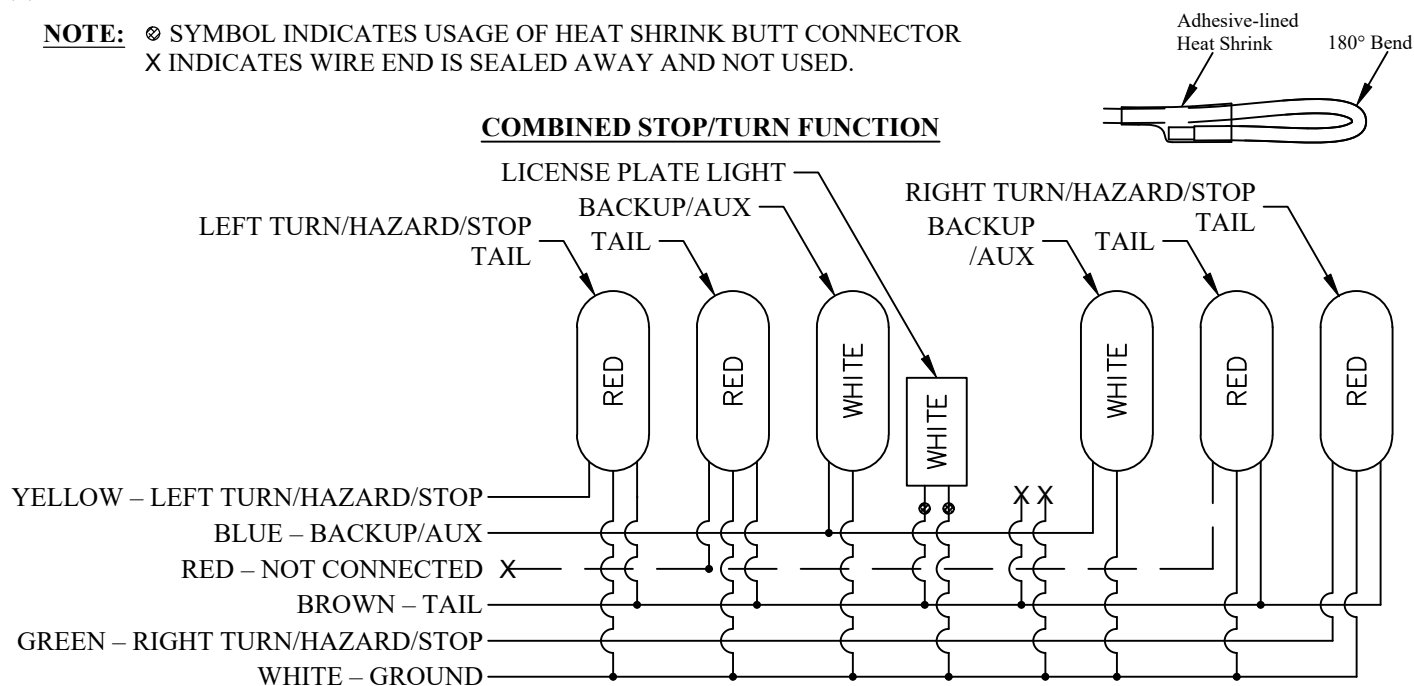 NOTE: ⊘ SYMBOL INDICATES USAGE OF HEAT SHRINK BUTT CONNECTOR
X INDICATES WIRE END IS SEALED AWAY AND NOT USED.
Adhesive-lined
Heat Shrink
180° Bend
COMBINED STOP/TURN FUNCTION
LICENSE PLATE LIGHT
BACKUP/AUX
LEFT TURN/HAZARD/STOP
TAIL
TAIL
RIGHT TURN/HAZARD/STOP
TAIL
BACKUP
/AUX
TAIL
RED
RED
WHITE
WHITE
WHITE
RED
RED
YELLOW – LEFT TURN/HAZARD/STOP
X X
BLUE – BACKUP/AUX
RED – NOT CONNECTED X
BROWN – TAIL
GREEN – RIGHT TURN/HAZARD/STOP
WHITE – GROUND